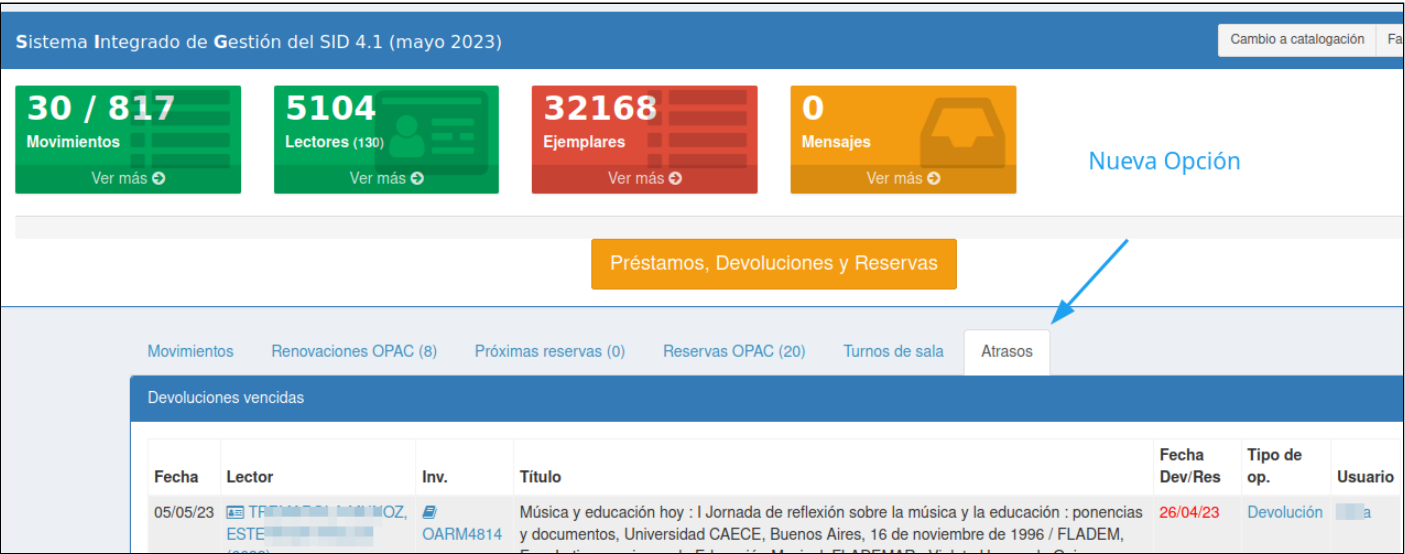 Sistema Integrado de Gestión del SID 4.1 (mayo 2023)
Cambio a catalogación
30 / 817
Movimientos
Ver más
5104
Lectores (130)
Ver más
32168
Ejemplares
Ver más
0
Mensajes
Ver más
Nueva Opción
Préstamos, Devoluciones y Reservas
Movimientos Renovaciones OPAC (8) Próximas reservas (0) Reservas OPAC (20) Turnos de sala Atrasos
Devoluciones vencidas
Fecha Lector Inv. Título Fecha Dev/Res Tipo de op. Usuario
05/05/23
OARM4814
Música y educación hoy : I Jornada de reflexión sobre la música y la educación : ponencias
y documentos, Universidad CAECE, Buenos Aires, 16 de noviembre de 1996 / FLADEM,
26/04/23 Devolución